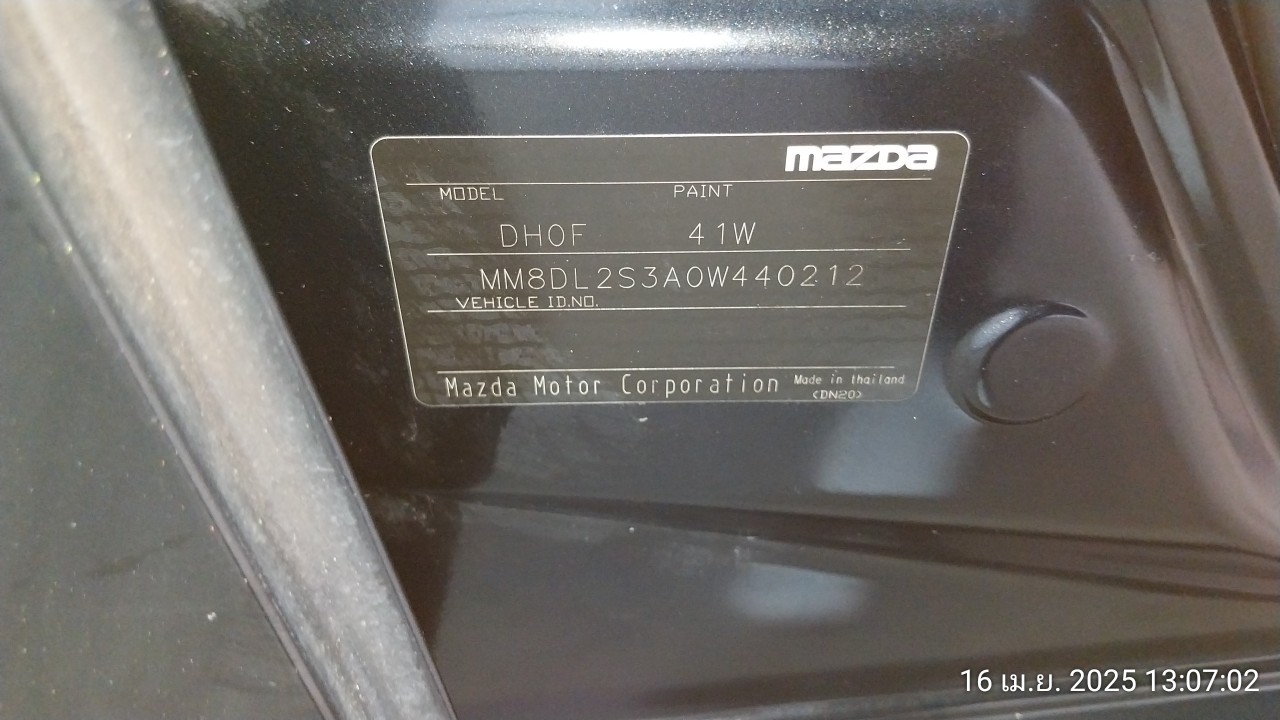 mazda
MODEL PAINT
DH0F 41W
MM8DL2S3A0W440212
VEHICLE ID.NO.
Mazda Motor Corporation Made in thailand
(DN20)
16 เม.ย. 2025 13:07:02